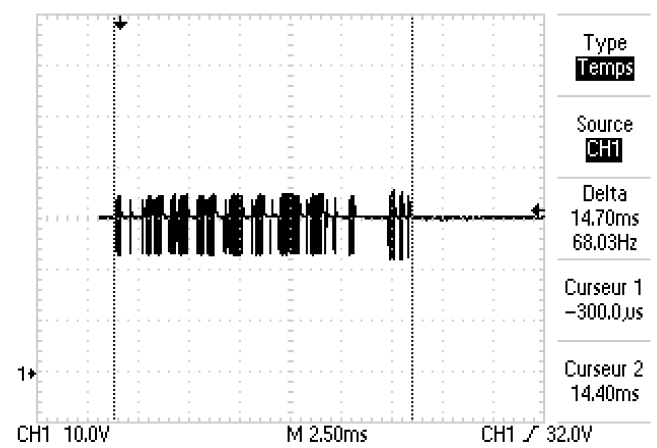 Type
Temps
Source
CH1
Delta
14.70ms
68.03Hz
Curseur 1
-300.0µs
Curseur 2
14.40ms
1
CH1 10.0V M 2.50ms CH1 32.0V